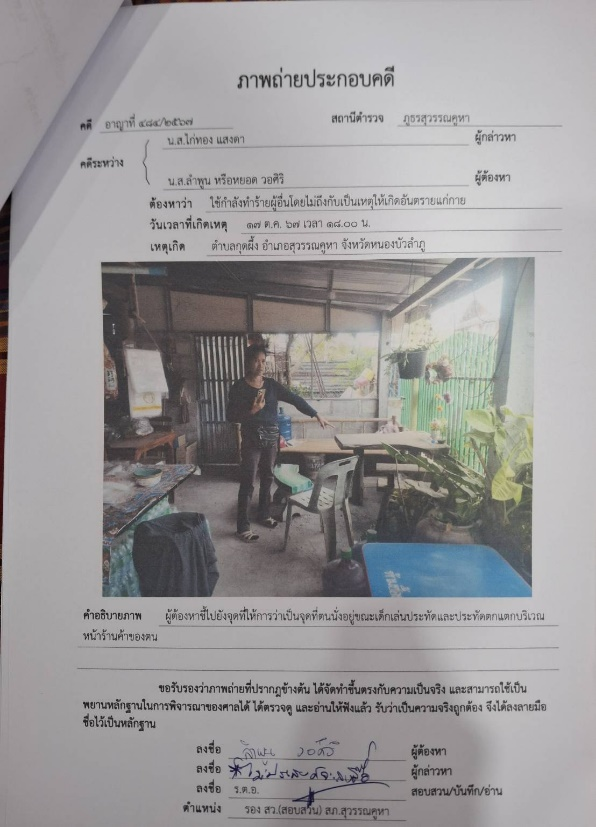 ภาพถ่ายประกอบคดี
คดี อาญาที่ ๔๘๔/๒๕๖๗ สถานีตำรวจ ภูธรสุวรรณคูหา
น.ส.ไก่ทอง แสงดา ผู้กล่าวหา
คดีระหว่าง
น.ส.ลำพูน หรือหยอด วอศิริ ผู้ต้องหา
ต้องหาว่า ใช้กำลังทำร้ายผู้อื่นโดยไม่ถึงกับเป็นเหตุให้เกิดอันตรายแก่กาย
วันเวลาที่เกิดเหตุ ๑๗ ต.ค. ๖๗ เวลา ๑๘.๐๐ น.
เหตุเกิด ตำบลกุดผึ้ง อำเภอสุวรรณคูหา จังหวัดหนองบัวลำภู
คำอธิบายภาพ ผู้ต้องหาชี้ไปยังจุดที่ให้การว่าเป็นจุดที่ตนนั่งอยู่ขณะเด็กเล่นประทัดและประทัดตกแตกบริเวณ
หน้าร้านค้าของตน
ขอรับรองว่าภาพถ่ายที่ปรากฏข้างต้น ได้จัดทำขึ้นตรงกับความเป็นจริง และสามารถใช้เป็น
พยานหลักฐานในการพิจารณาของศาลได้ ได้ตรวจดู และอ่านให้ฟังแล้ว รับว่าเป็นความจริงถูกต้อง จึงได้ลงลายมือ
ชื่อไว้เป็นหลักฐาน
ลงชื่อ ลำพูน วอศิริ ผู้ต้องหา
ลงชื่อ ไม่ประสงค์จะลงชื่อ ผู้กล่าวหา
ลงชื่อ ร.ต.อ. สอบสวน/บันทึก/อ่าน
ตำแหน่ง รอง สว.(สอบสวน) สภ.สุวรรณคูหา